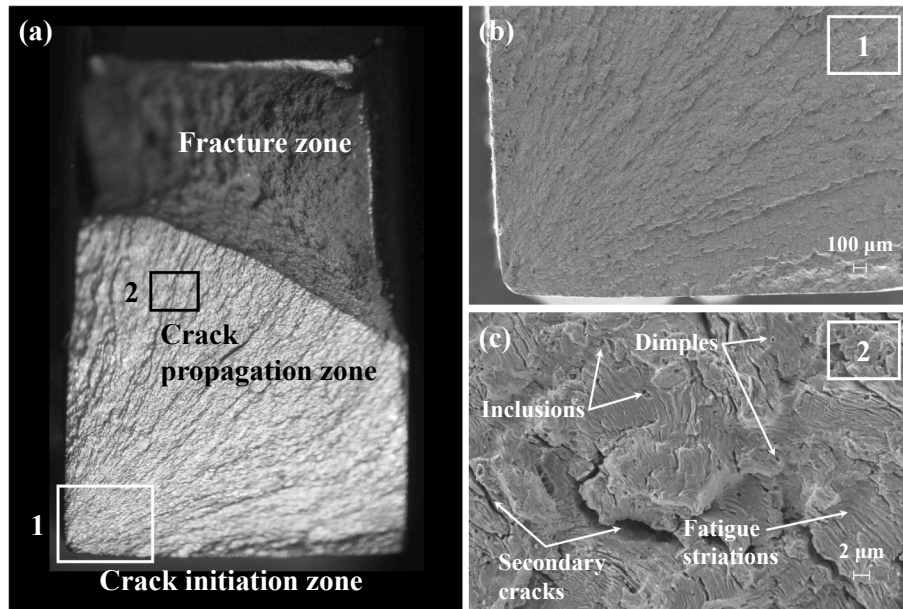 (a)
Fracture zone
2
Crack
propagation zone
1
Crack initiation zone
(b)
1
100 μm
(c)
Dimples
2
Inclusions
Secondary
cracks
Fatigue
striations
2 μm